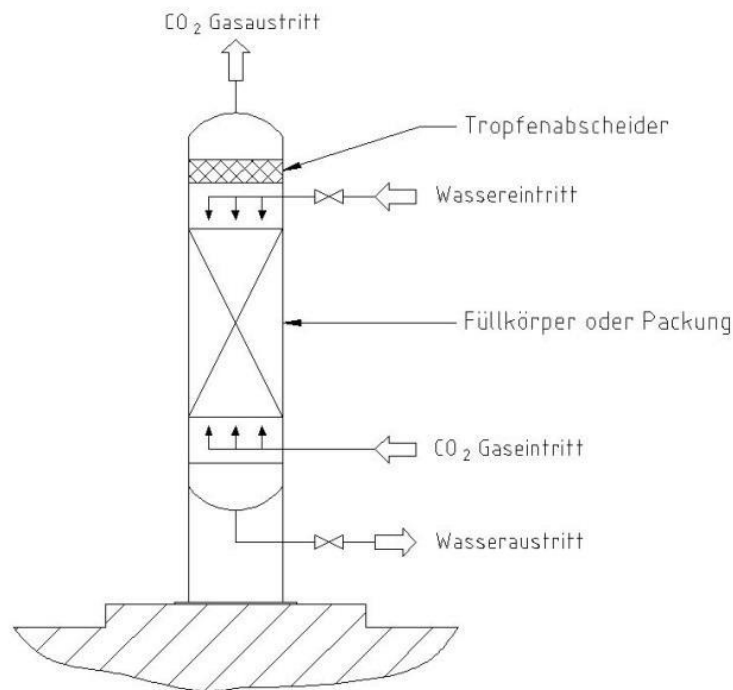 CO2 Gasaustritt
Tropfenabscheider
Wassereintritt
Füllkörper oder Packung
CO2 Gaseintritt
Wasseraustritt